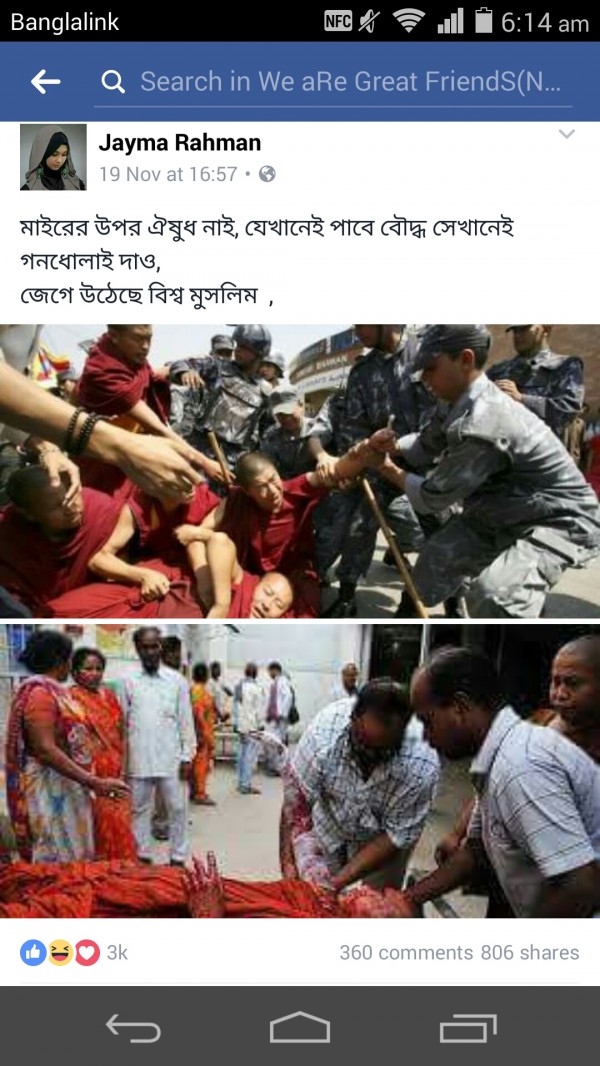 Banglalink
NFC
6:14 am
Search in We aRe Great FriendS(N...
Jayma Rahman
19 Nov at 16:57 •
মাইরের উপর ঐষুধ নাই, যেখানেই পাবে বৌদ্ধ সেখানেই
গনধোলাই দাও,
জেগে উঠেছে বিশ্ব মুসলিম ,
3k
360 comments 806 shares